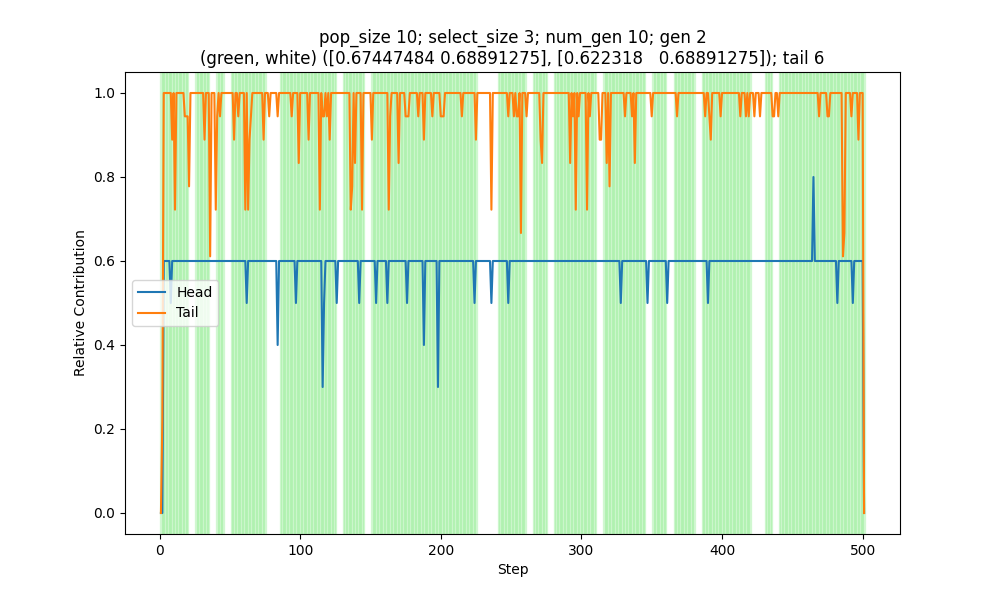 pop_size 10; select_size 3; num_gen 10; gen 2
(green, white) ([0.67447484 0.68891275], [0.622318   0.68891275]); tail 6
1.0
0.8
0.6
0.4
0.2
0.0
Relative Contribution
Head
Tail
0
100
200
300
400
500
Step